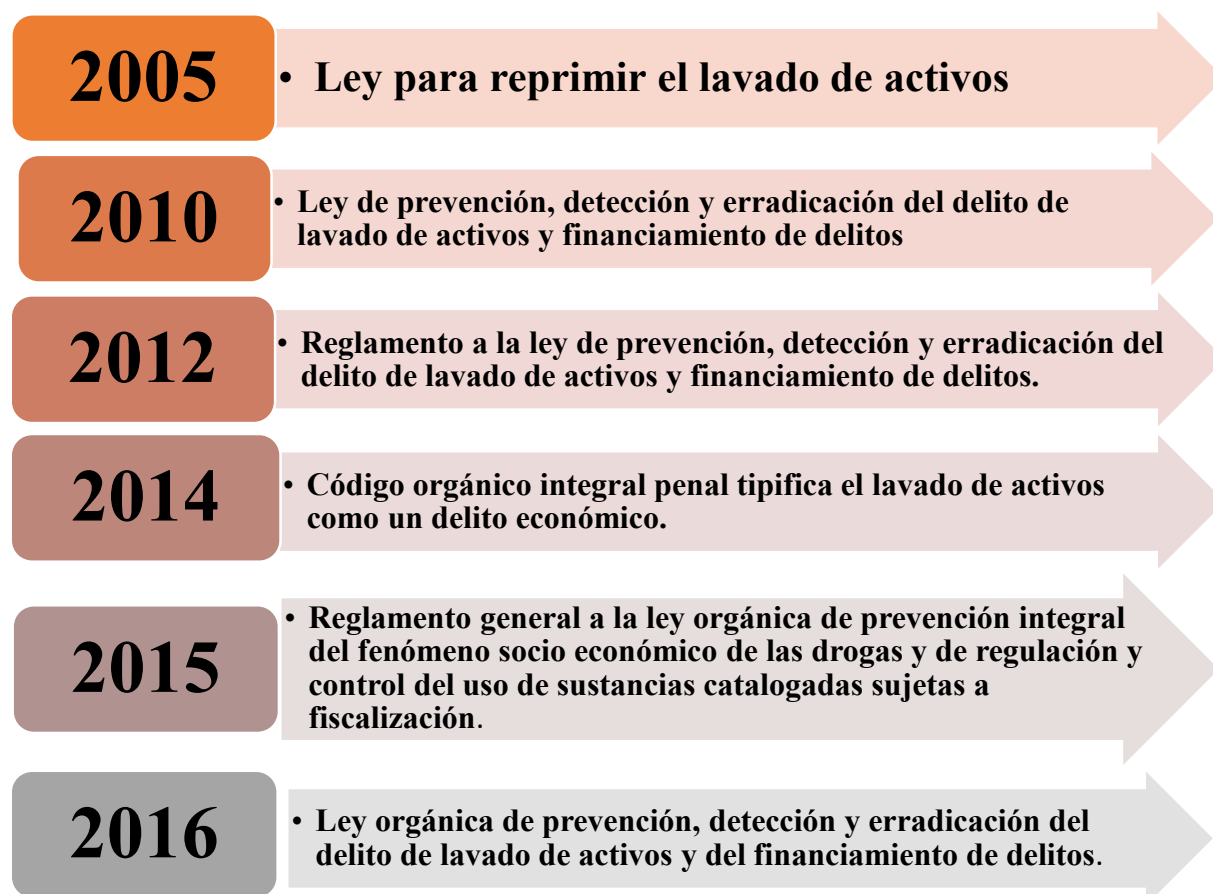 2005
• Ley para reprimir el lavado de activos
2010
• Ley de prevención, detección y erradicación del delito de
lavado de activos y financiamiento de delitos
2012
• Reglamento a la ley de prevención, detección y erradicación del
delito de lavado de activos y financiamiento de delitos.
2014
• Código orgánico integral penal tipifica el lavado de activos
como un delito económico.
2015
• Reglamento general a la ley orgánica de prevención integral
del fenómeno socio económico de las drogas y de regulación y
control del uso de sustancias catalogadas sujetas a
fiscalización.
2016
• Ley orgánica de prevención, detección y erradicación del
delito de lavado de activos y del financiamiento de delitos.